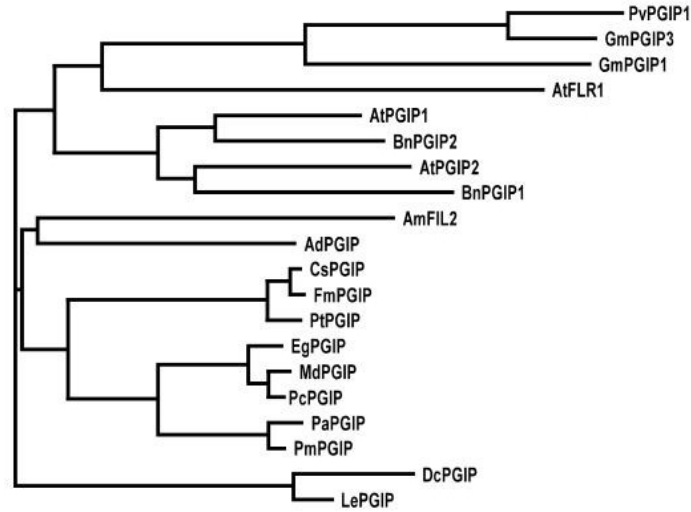 PvPGIP1
GmPGIP3
GmPGIP1
AtFLR1
AtPGIP1
BnPGIP2
AtPGIP2
BnPGIP1
AmFIL2
AdPGIP
CsPGIP
FmPGIP
PtPGIP
EgPGIP
MdPGIP
PcPGIP
PaPGIP
PmPGIP
DcPGIP
LePGIP